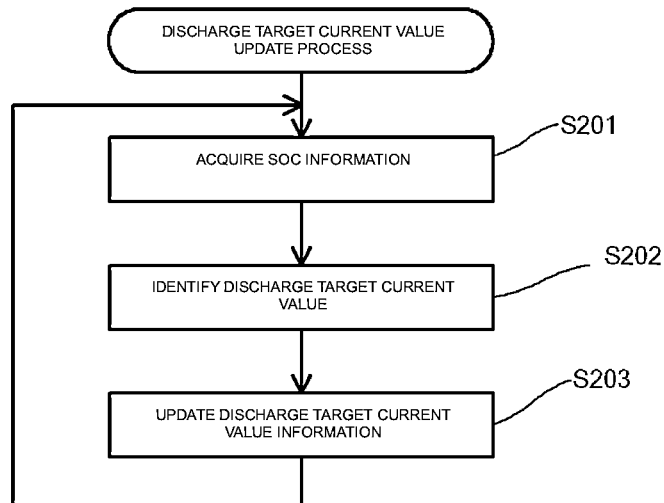 DISCHARGE TARGET CURRENT VALUE
UPDATE PROCESS
S201
ACQUIRE SOC INFORMATION
S202
IDENTIFY DISCHARGE TARGET CURRENT
VALUE
S203
UPDATE DISCHARGE TARGET CURRENT
VALUE INFORMATION